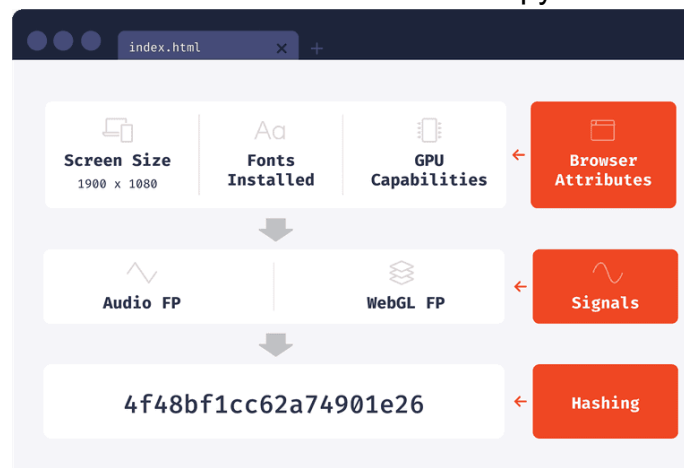 py
index.html
Screen Size
1900 x 1080
Fonts
Installed
GPU
Capabilities
Browser
Attributes
Audio FP
WebGL FP
Signals
4f48bf1cc62a74901e26
Hashing